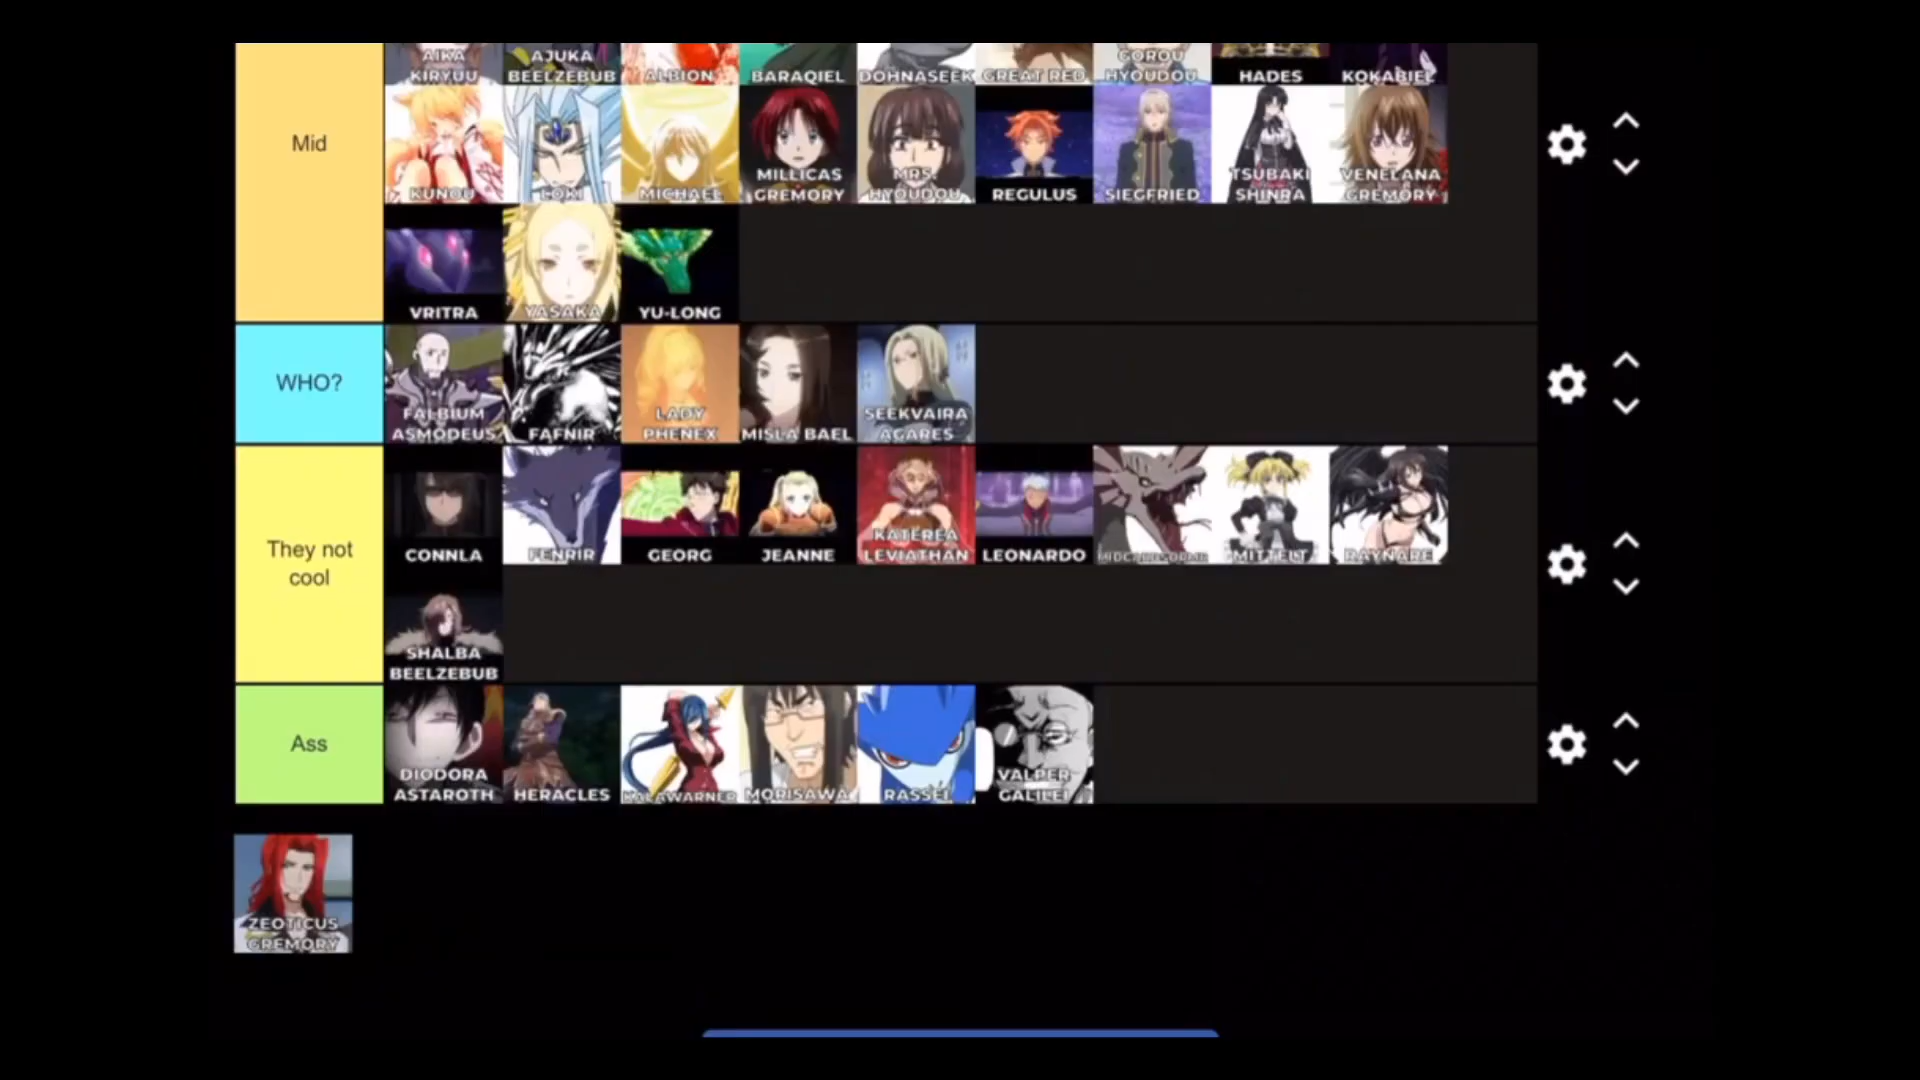 AIKA
KIRYUU
AJUKA
BEELZEBUB
ALBION
BARAQIEL
DOHNASEEK
GREAT RED
GOROU
HYOUDOU
HADES
KOKABIEL
Mid
KUNOU
LOKI
MICHAEL
MILLICAS
GREMORY
MRS.
HYOUDOU
REGULUS
SIEGFRIED
TSUBAKI
SHINRA
VENELANA
GREMORY
VRITRA
YASAKA
YU-LONG
WHO?
FALBIUM
ASMODEUS
FAFNIR
LADY
PHENEX
MISLA BAEL
SEEKVAIRA
AGARES
They not
cool
CONNLA
FENRIR
GEORG
JEANNE
KATEREA
LEVIATHAN
LEONARDO
MITTELT
RAYNARE
SHALBA
BEELZEBUB
Ass
DIODORA
ASTAROTH
HERACLES
KALAWARNER
MORISAWA
RASSEI
VALPER
GALILEI
ZEOTICUS
GREMORY